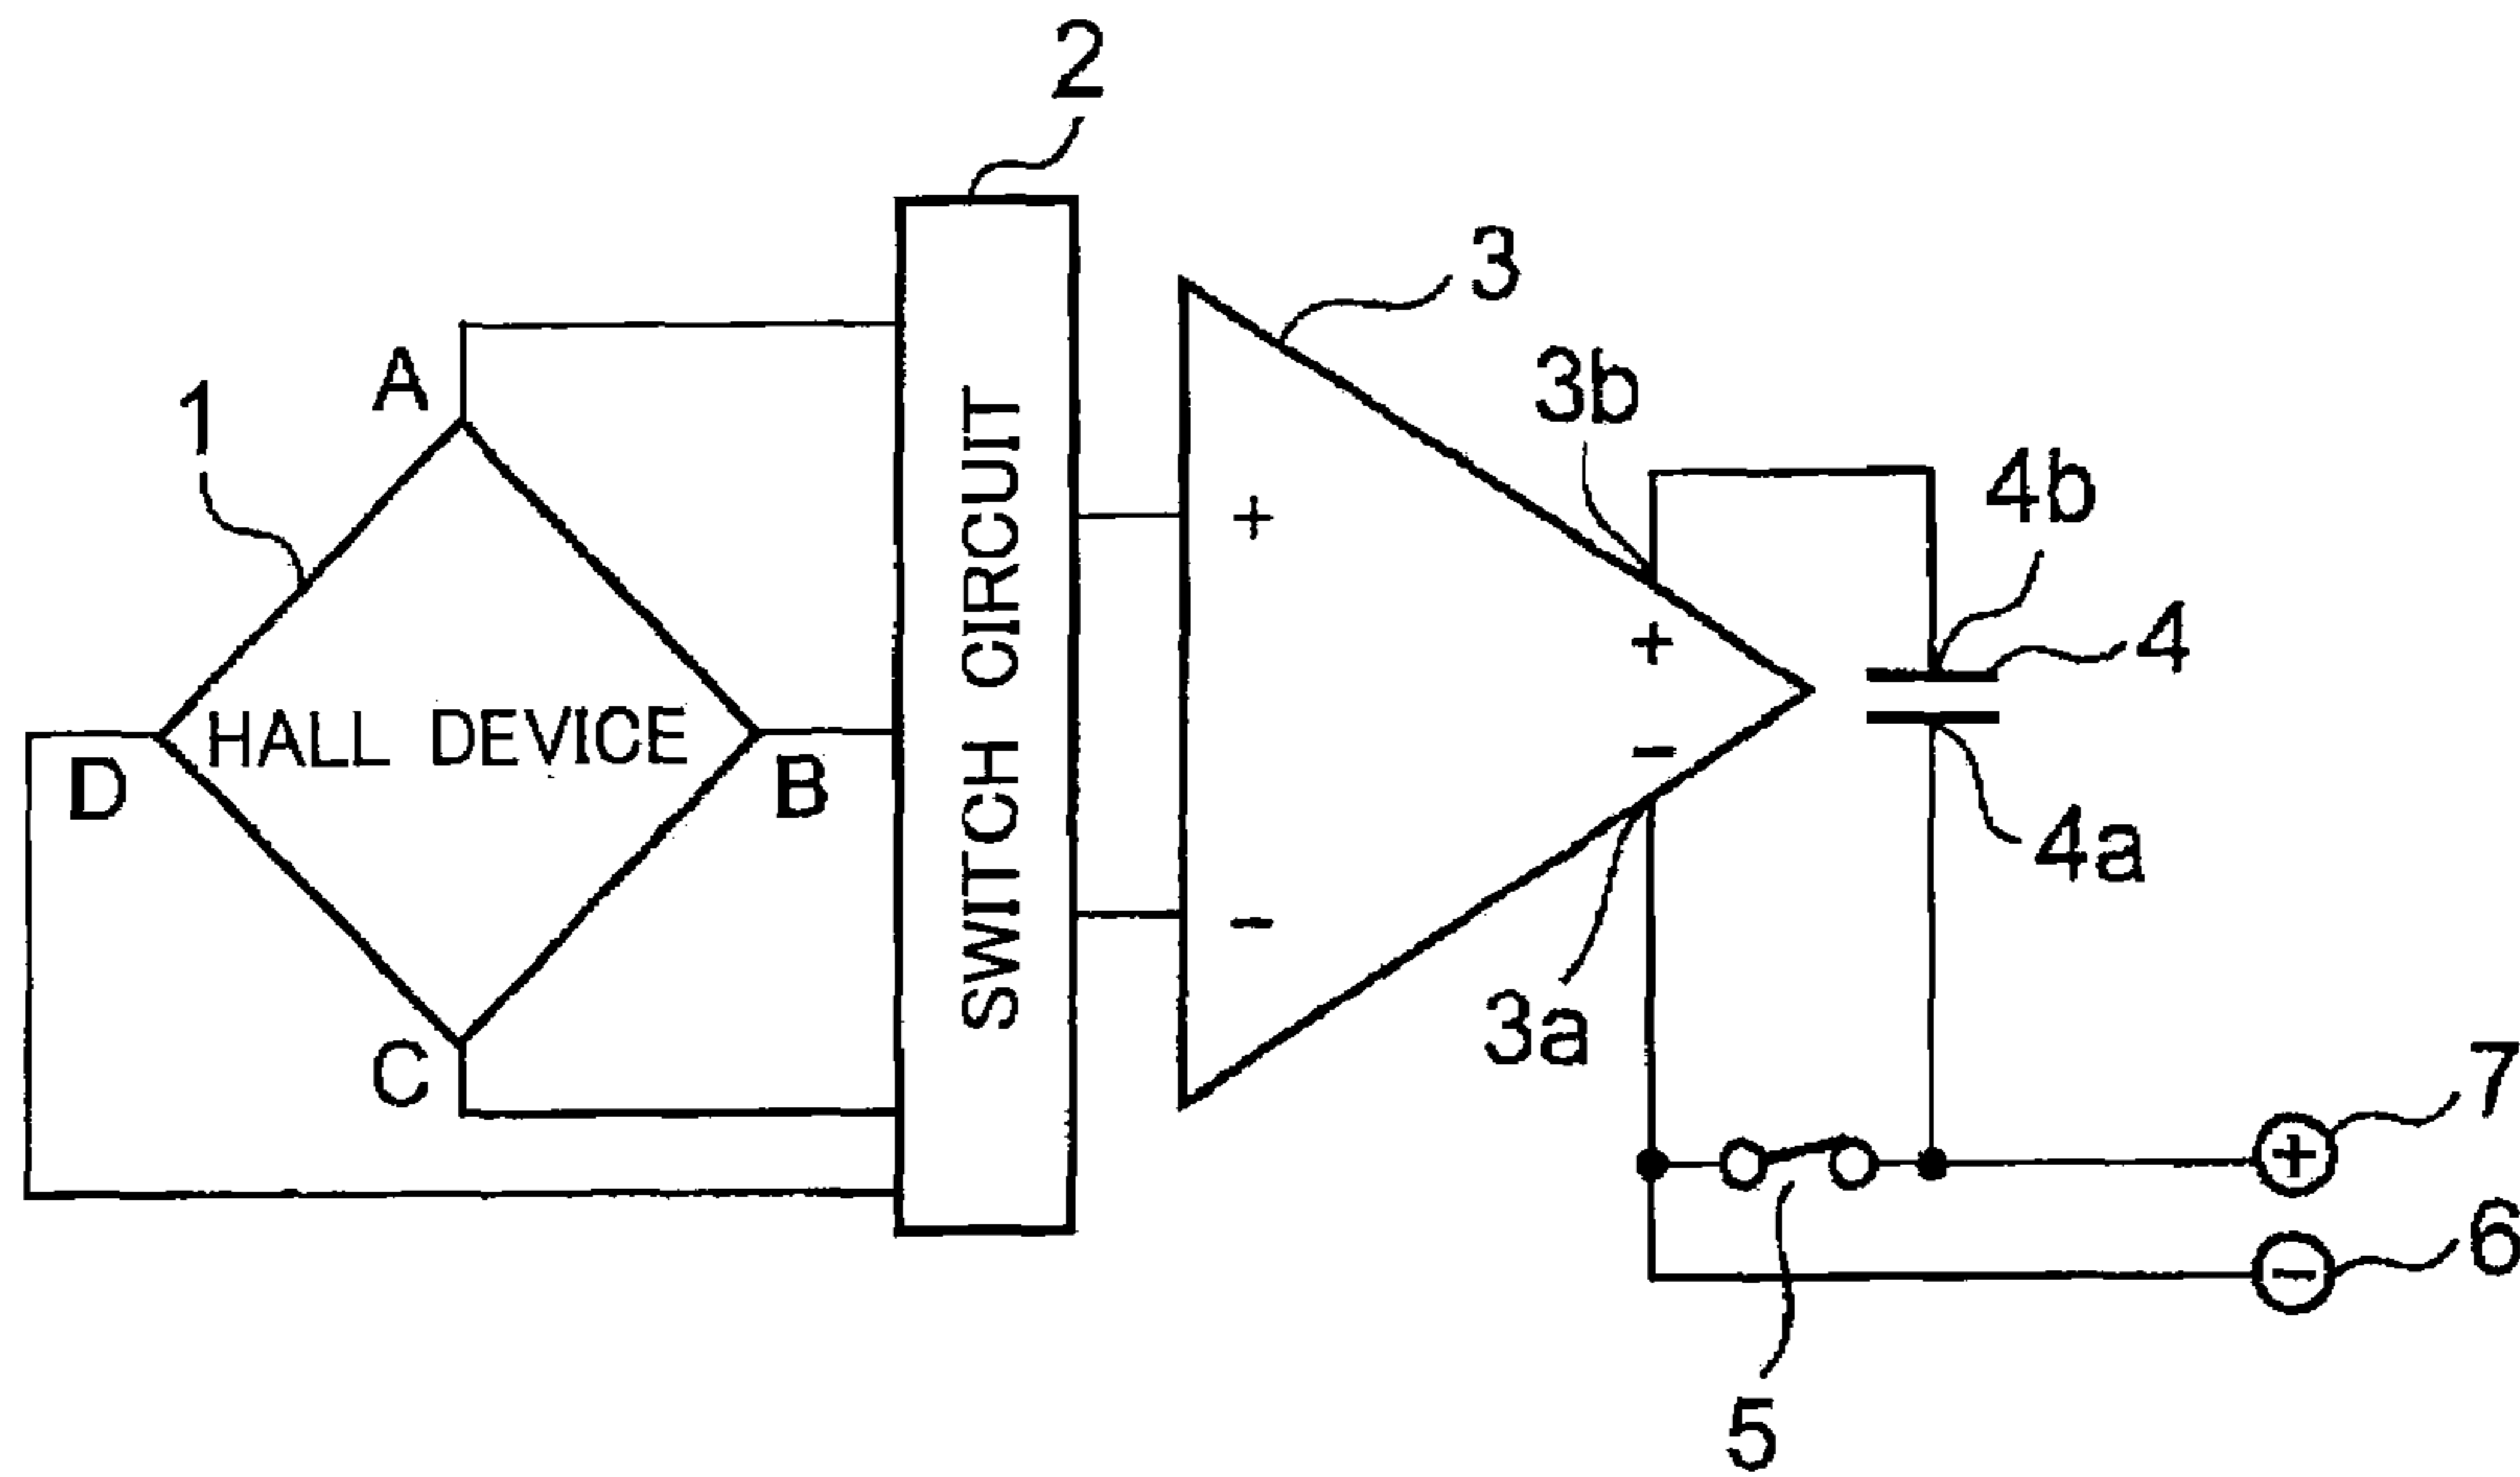 2
3
3b
4b
A
1
4
+
+
HALL DEVICE
SWITCH CIRCUIT
-
D
B
4a
-
3a
C
7
+
6
-
5